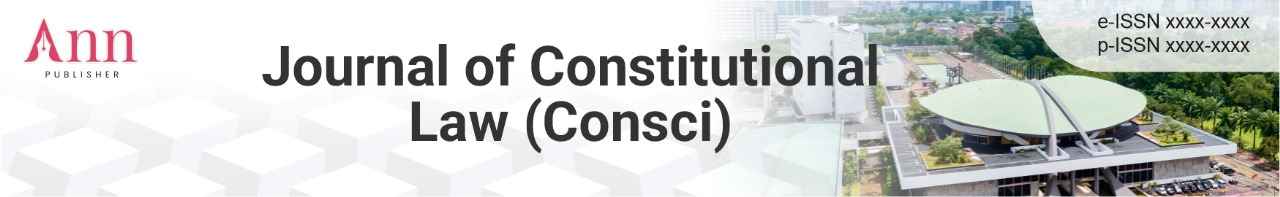 Ann
PUBLISHER
Journal of Constitutional
Law (Consci)
e-ISSN xxxx-xxxx
p-ISSN xxxx-xxxx